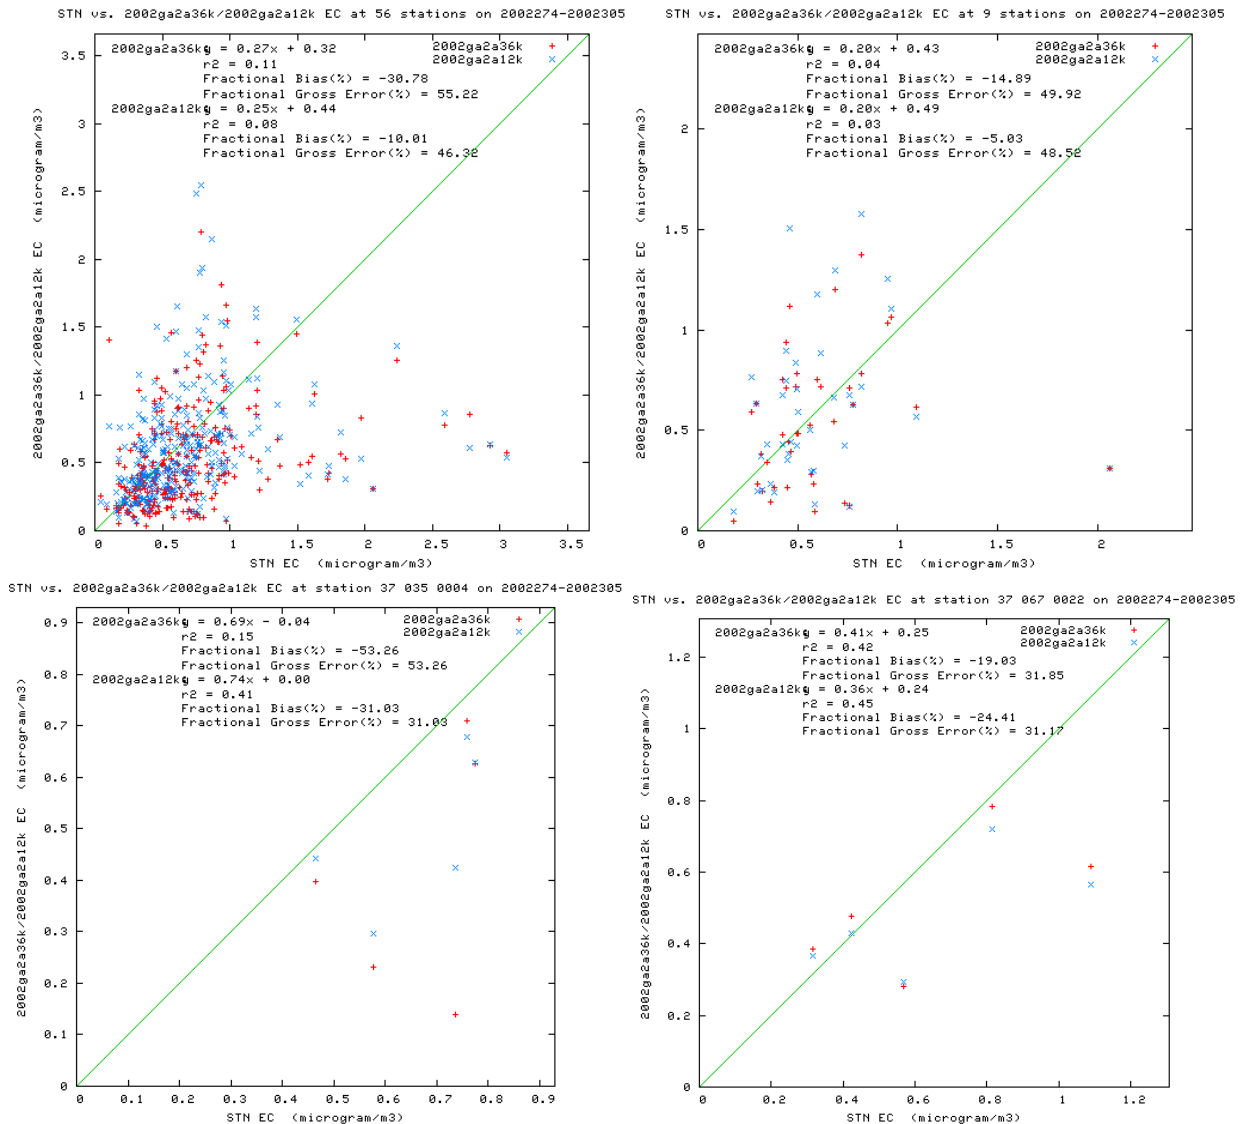 STN vs. 2002ga2a36k/2002ga2a12k EC at 56 stations on 2002274-2002305
2002ga2a36k: y = 0.27x + 0.32
r2 = 0.11
Fractional Bias(%) = -30.78
Fractional Gross Error(%) = 55.22
2002ga2a12k: y = 0.25x + 0.44
r2 = 0.08
Fractional Bias(%) = -10.01
Fractional Gross Error(%) = 46.32
2002ga2a36k
2002ga2a12k
3.5
3
2.5
2
1.5
1
0.5
0
2002ga2a36k/2002ga2a12k EC (microgram/m3)
0 0.5 1 1.5 2 2.5 3 3.5
STN EC (microgram/m3)
STN vs. 2002ga2a36k/2002ga2a12k EC at 9 stations on 2002274-2002305
2002ga2a36k: y = 0.20x + 0.43
r2 = 0.04
Fractional Bias(%) = -14.89
Fractional Gross Error(%) = 49.92
2002ga2a12k: y = 0.20x + 0.49
r2 = 0.03
Fractional Bias(%) = -5.03
Fractional Gross Error(%) = 48.52
2002ga2a36k
2002ga2a12k
2
1.5
1
0.5
0
2002ga2a36k/2002ga2a12k EC (microgram/m3)
0 0.5 1 1.5 2
STN EC (microgram/m3)
STN vs. 2002ga2a36k/2002ga2a12k EC at station 37 035 0004 on 2002274-2002305
2002ga2a36k: y = 0.69x - 0.04
r2 = 0.15
Fractional Bias(%) = -53.26
Fractional Gross Error(%) = 53.26
2002ga2a12k: y = 0.74x + 0.00
r2 = 0.41
Fractional Bias(%) = -31.03
Fractional Gross Error(%) = 31.03
2002ga2a36k
2002ga2a12k
0.9
0.8
0.7
0.6
0.5
0.4
0.3
0.2
0.1
0
2002ga2a36k/2002ga2a12k EC (microgram/m3)
0 0.1 0.2 0.3 0.4 0.5 0.6 0.7 0.8 0.9
STN EC (microgram/m3)
STN vs. 2002ga2a36k/2002ga2a12k EC at station 37 067 0022 on 2002274-2002305
2002ga2a36k: y = 0.41x + 0.25
r2 = 0.42
Fractional Bias(%) = -19.03
Fractional Gross Error(%) = 31.85
2002ga2a12k: y = 0.36x + 0.24
r2 = 0.45
Fractional Bias(%) = -24.41
Fractional Gross Error(%) = 31.17
2002ga2a36k
2002ga2a12k
1.2
1
0.8
0.6
0.4
0.2
0
2002ga2a36k/2002ga2a12k EC (microgram/m3)
0 0.2 0.4 0.6 0.8 1 1.2
STN EC (microgram/m3)